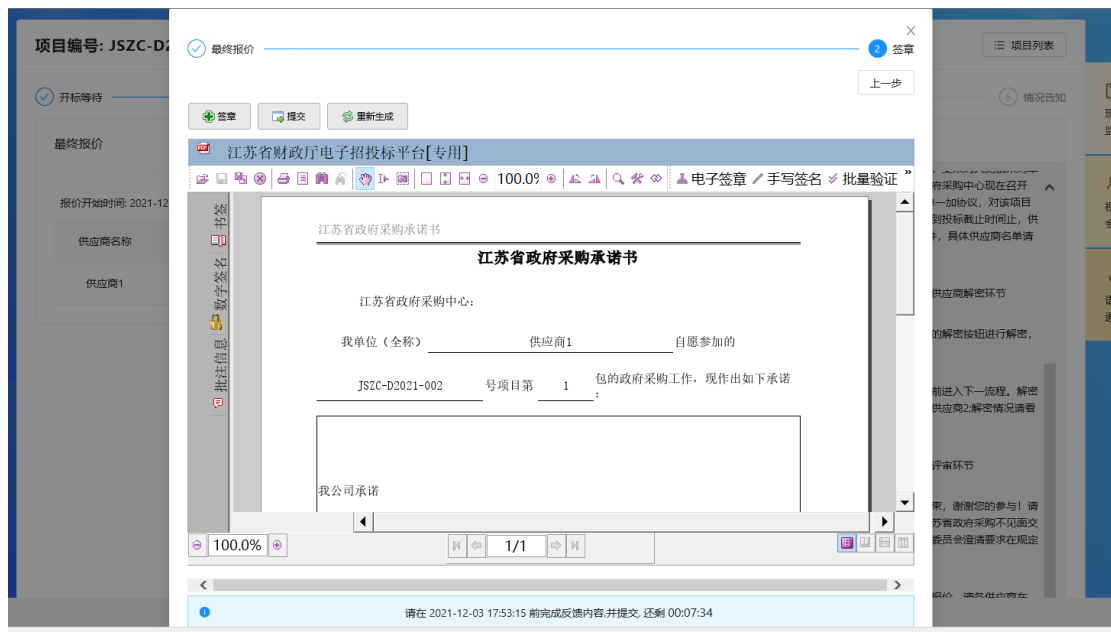 项目编号: JSZC-D2
项目列表
开标等待
6 情况告知
最终报价
报价开始时间: 2021-12
供应商名称
供应商1
最终报价
2 签章
上一步
签章 提交 重新生成
江苏省财政厅电子招投标平台[专用]
100.0% 电子签章 手写签名 批量验证 »
书签
数字签名
批注信息
江苏省政府采购承诺书
江苏省政府采购承诺书
江苏省政府采购中心:
我单位（全称） 供应商1 自愿参加的
JSZC-D2021-002 号项目第 1 包的政府采购工作，现作出如下承诺
：
我公司承诺
100.0% 1/1
请在 2021-12-03 17:53:15 前完成反馈内容,并提交, 还剩 00:07:34
府采购中心现在召开
一加协议，对该项目
到投标截止时间止，供
，具体供应商名单请
供应商解密环节
的解密按钮进行解密，
前进入下一流程。解密
供应商2;解密情况请看
评审环节
束，谢谢您的参与！请
苏省政府采购不见面交
委员会澄清要求在规定